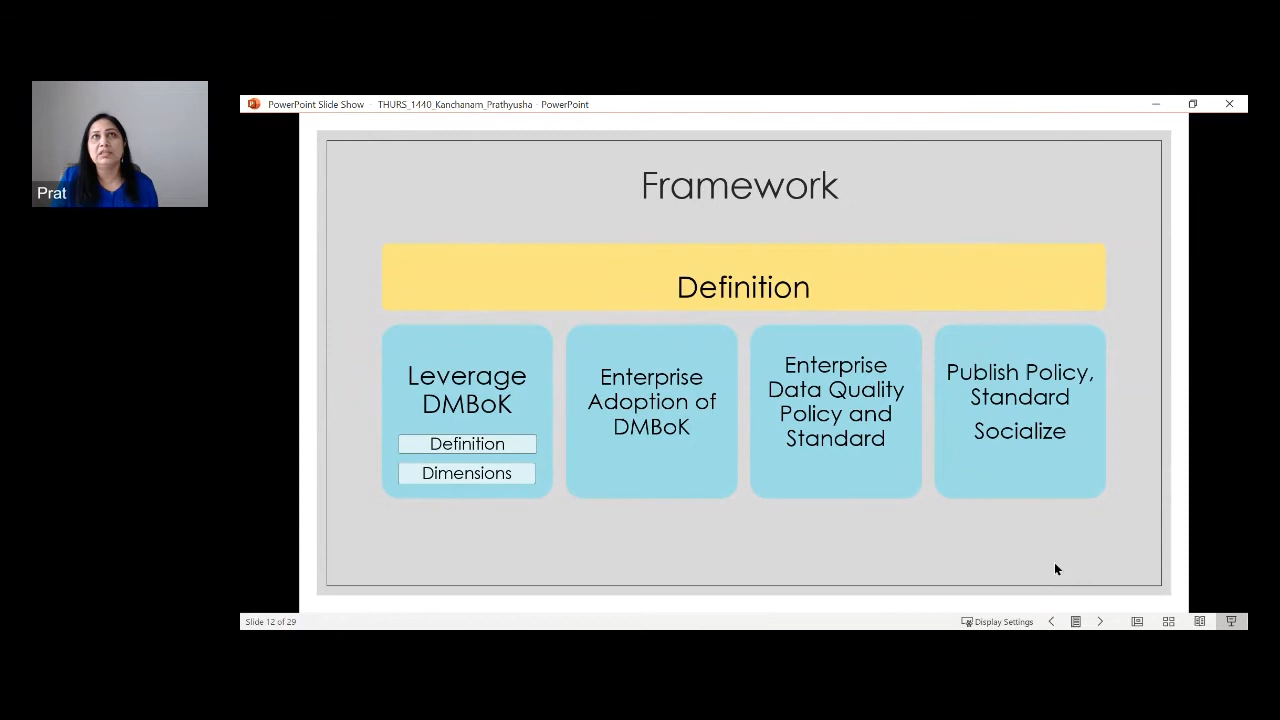 PowerPoint Slide Show - THURS_1440_Kanchanam_Prathyusha - PowerPoint
Prat
Framework
Definition
Leverage
DMBoK
Definition
Dimensions
Enterprise
Adoption of
DMBoK
Enterprise
Data Quality
Policy and
Standard
Publish Policy,
Standard
Socialize
Slide 12 of 29
Display Settings